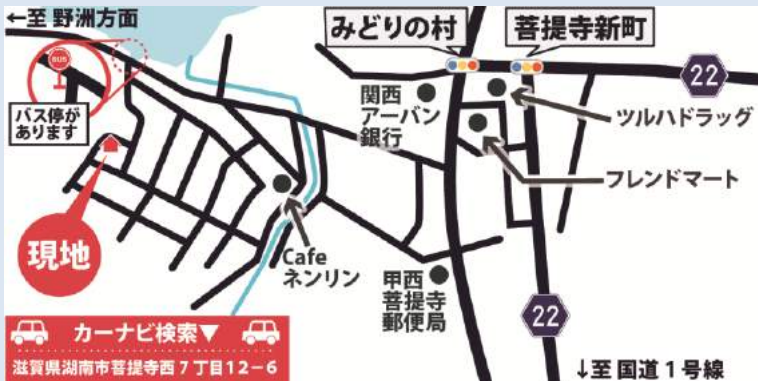 ←至 野洲方面
みどりの村
菩提寺新町
BUS
バス停が
あります
関西
アーバン
銀行
22
ツルハドラッグ
フレンドマート
現地
Cafe
ネンリン
甲西
菩提寺
郵便局
22
カーナビ検索▼
滋賀県湖南市菩提寺西7丁目12−6
↓至 国道1号線